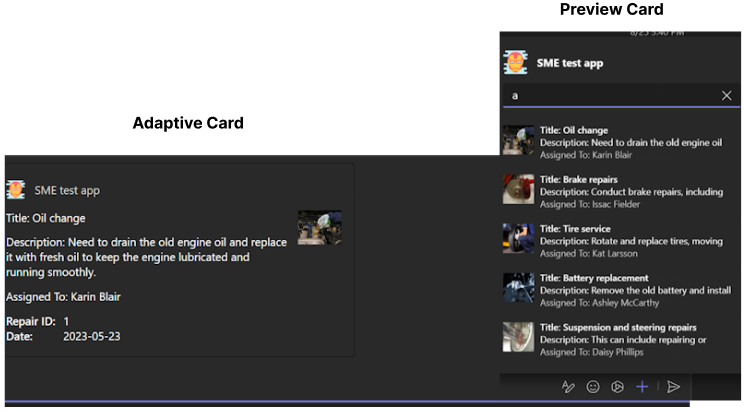 Preview Card
8/25 5:40 PM
SME test app
a
Title: Oil change
Description: Need to drain the old engine oil
Assigned To: Karin Blair
Title: Brake repairs
Description: Conduct brake repairs, including
Assigned To: Issac Fielder
Title: Tire service
Description: Rotate and replace tires, moving
Assigned To: Kat Larsson
Title: Battery replacement
Description: Remove the old battery and install
Assigned To: Ashley McCarthy
Title: Suspension and steering repairs
Description: This can include repairing or
Assigned To: Daisy Phillips
Adaptive Card
SME test app
Title: Oil change
Description: Need to drain the old engine oil and replace
it with fresh oil to keep the engine lubricated and
running smoothly.
Assigned To: Karin Blair
Repair ID: 1
Date: 2023-05-23